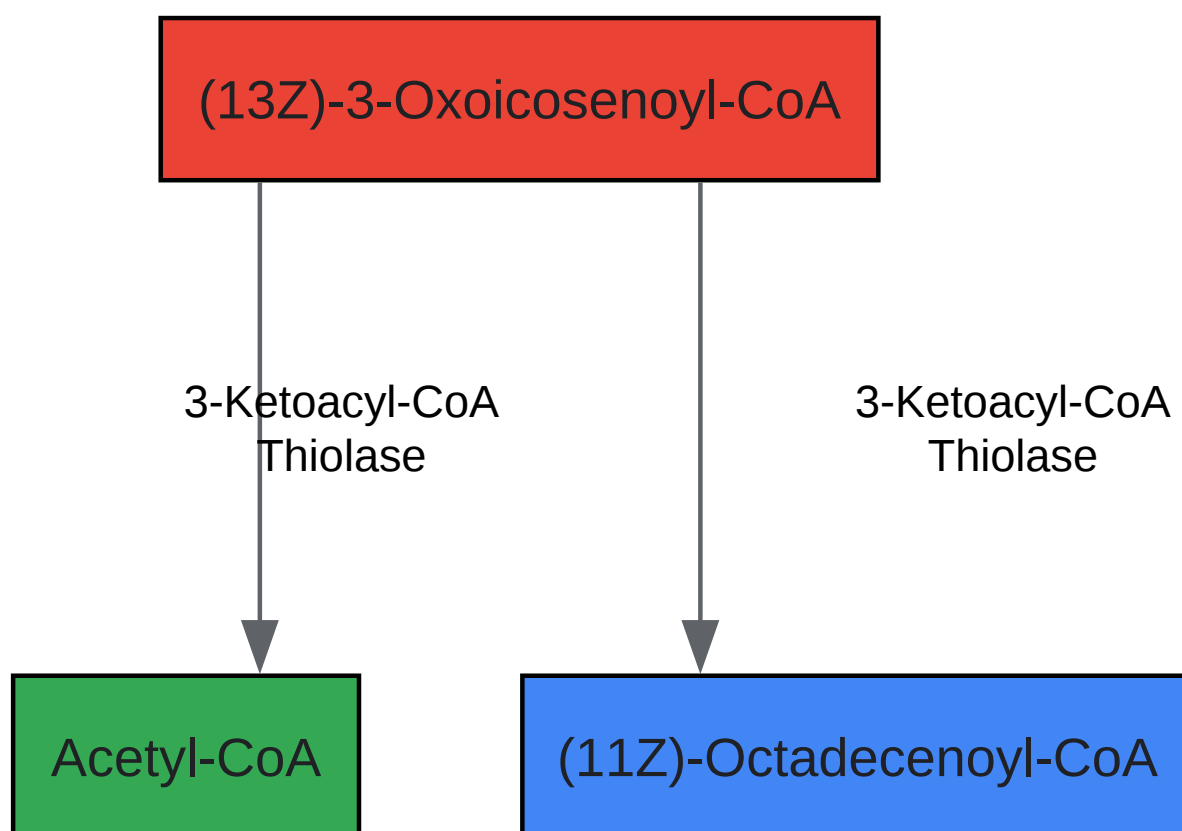 (13Z)-3-Oxoicosenoyl-CoA
3-Ketoacyl-CoA
Thiolase
3-Ketoacyl-CoA
Thiolase
Acetyl-CoA
(11Z)-Octadecenoyl-CoA